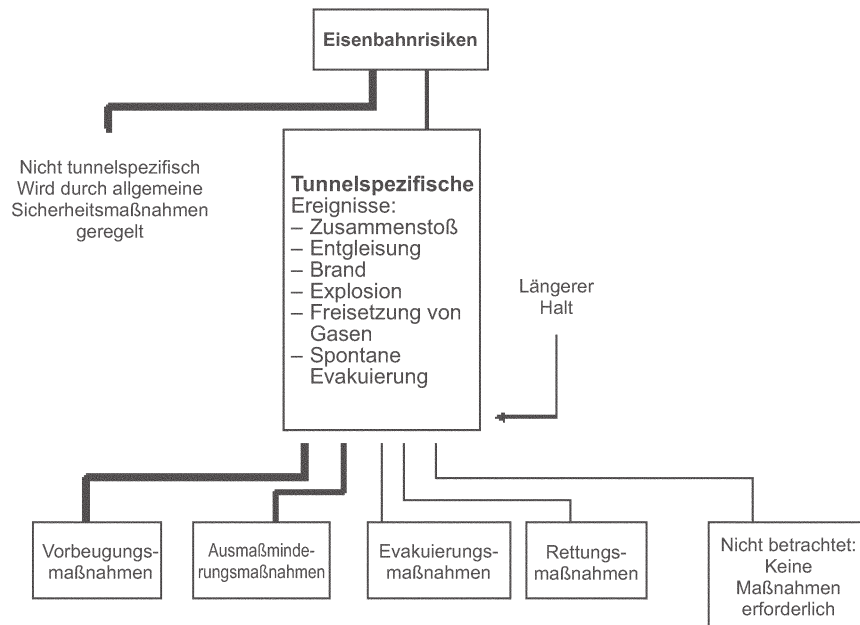 Eisenbahnrisiken
Nicht tunnelspezifisch
Wird durch allgemeine
Sicherheitsmaßnahmen
geregelt
Tunnelspezifische
Ereignisse:
– Zusammenstoß
– Entgleisung
– Brand
– Explosion
– Freisetzung von
Gasen
– Spontane
Evakuierung
Längerer
Halt
Vorbeugungs-
maßnahmen
Ausmaßminde-
rungsmaßnahmen
Evakuierungs-
maßnahmen
Rettungs-
maßnahmen
Nicht betrachtet:
Keine
Maßnahmen
erforderlich